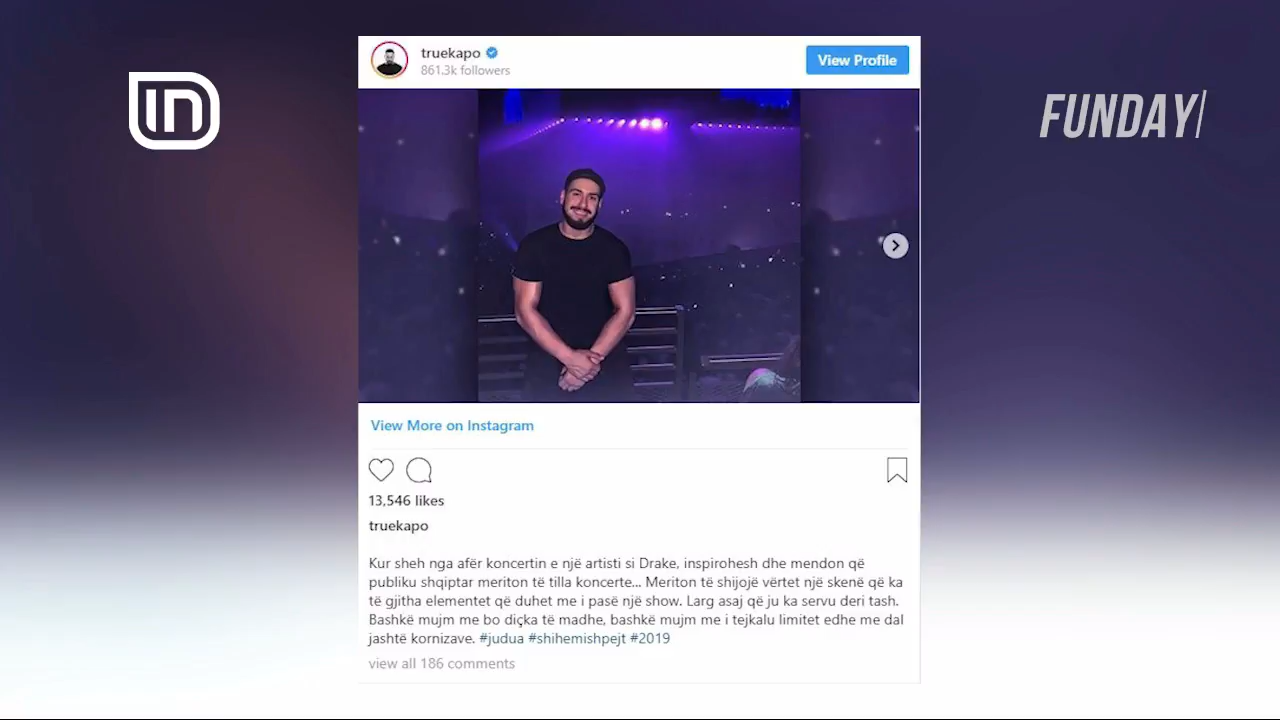 IN
FUNDAY
truekapo
861.3k followers
View Profile
View More on Instagram
13,546 likes
truekapo
Kur sheh nga afër koncertin e një artisti si Drake, inspirohesh dhe mendon që
publiku shqiptar meriton të tilla koncerte... Meriton të shijojë vërtet një skenë që ka
të gjitha elementet që duhet me i pasë një show. Larg asaj që ju ka servu deri tash.
Bashkë mujm me bo diçka të madhe, bashkë mujm me i tejkalu limitet edhe me dal
jashtë kornizave. #judua #shihemishpejt #2019
view all 186 comments